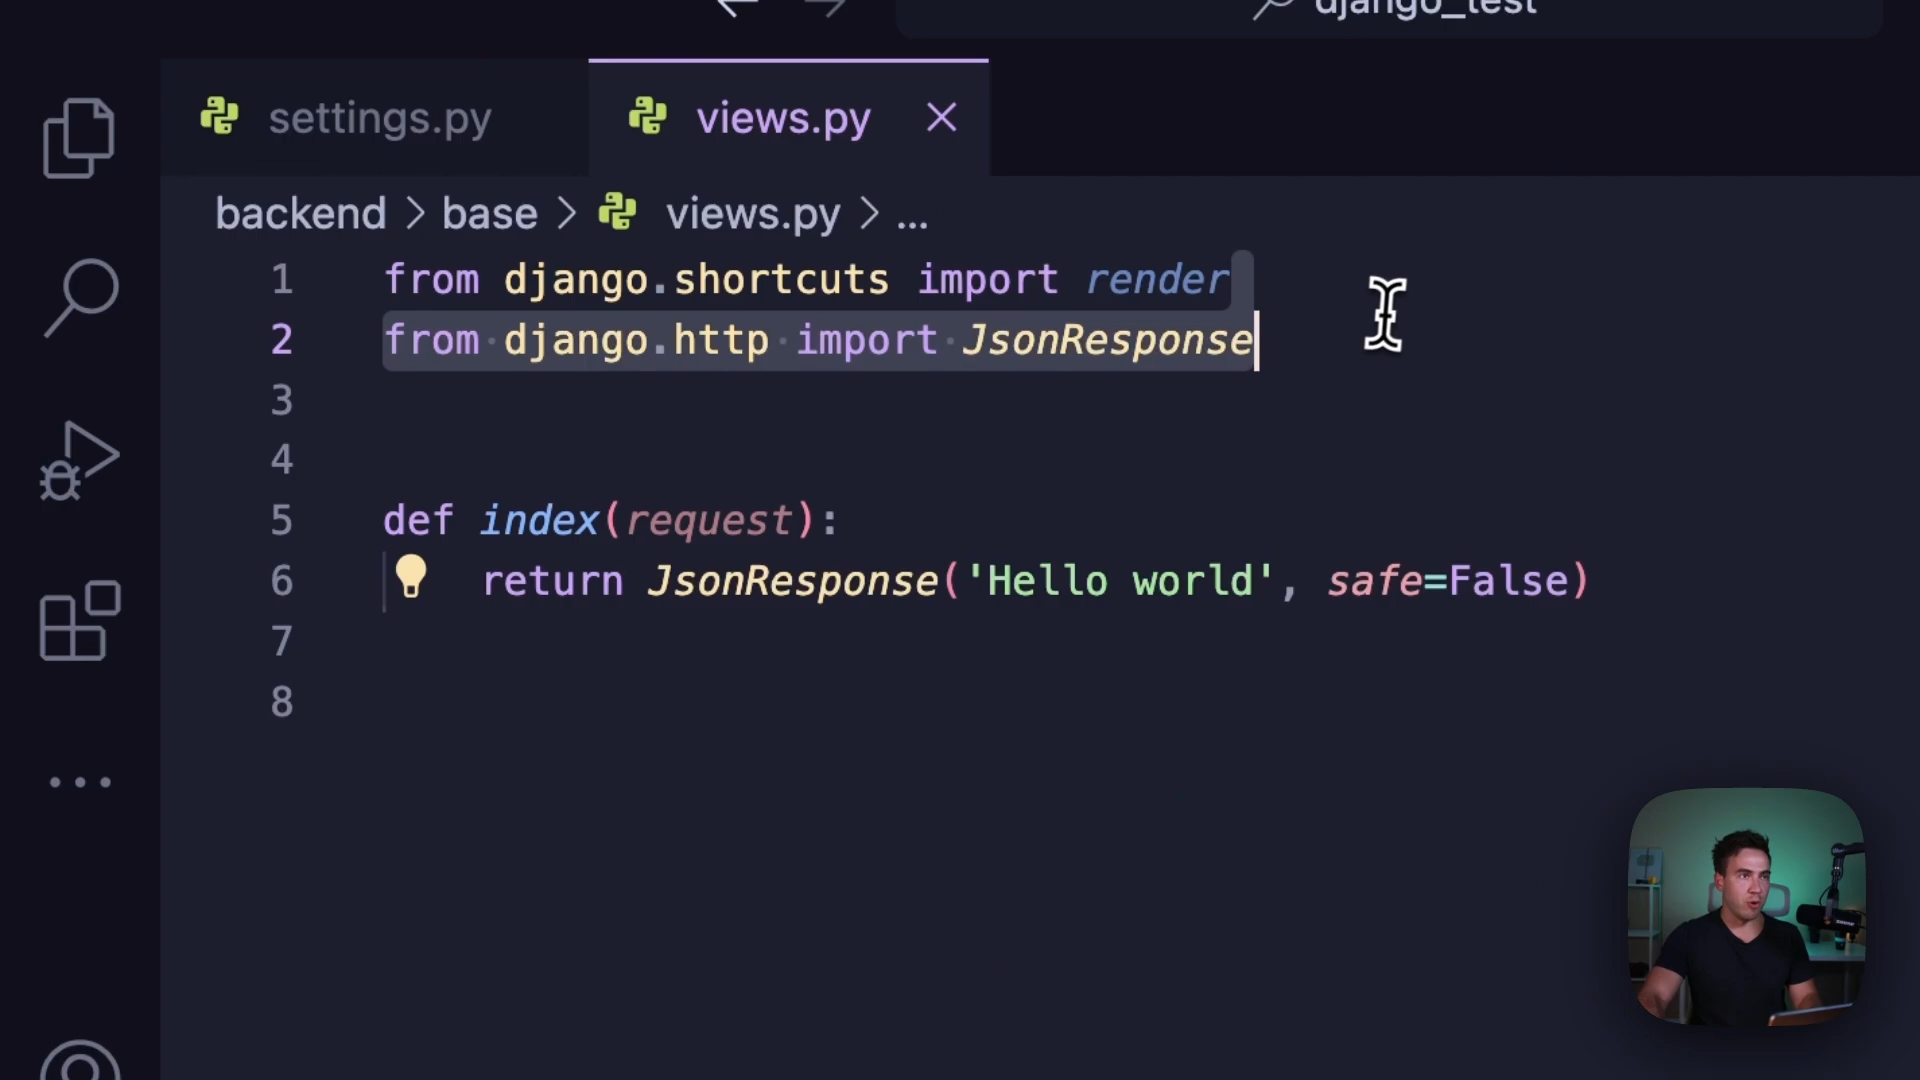 django_test
settings.py
views.py
backend > base > views.py > ...
1 from django.shortcuts import render
2 from django.http import JsonResponse
3
4
5 def index(request):
6 return JsonResponse('Hello world', safe=False)
7
8